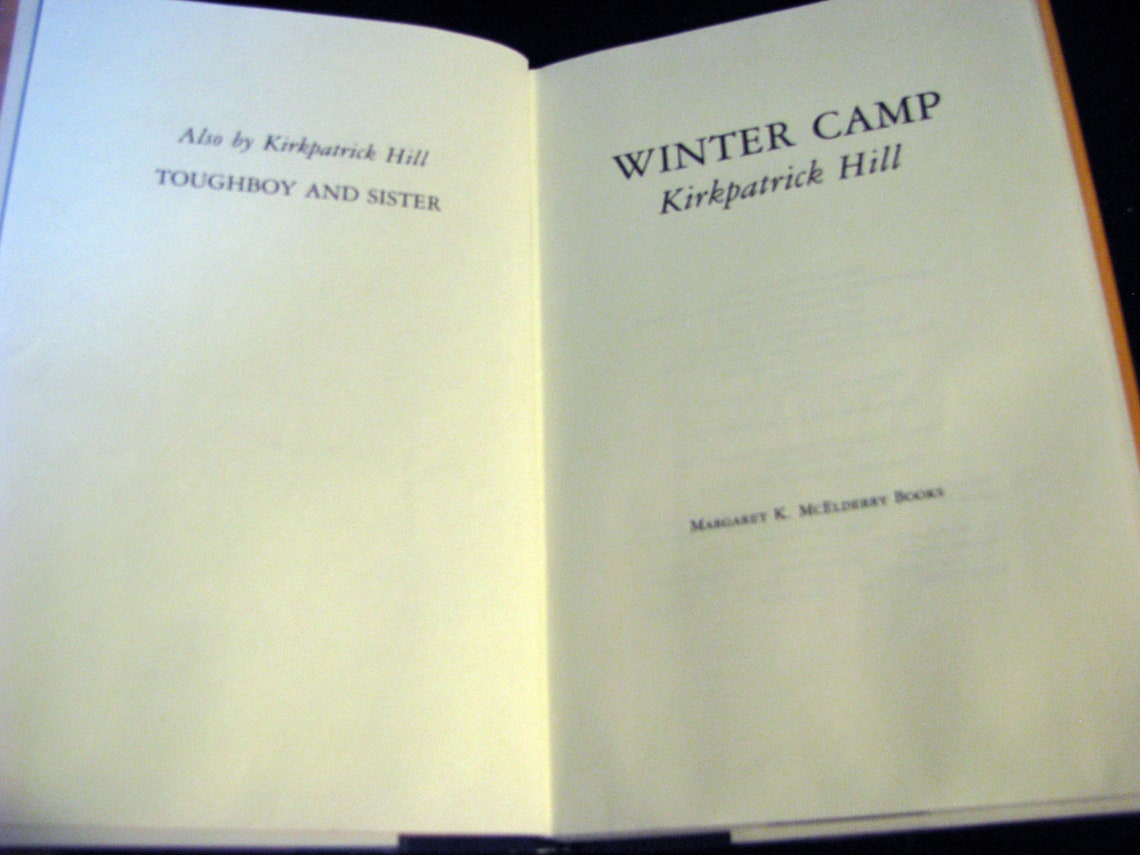 Also by Kirkpatrick Hill
TOUGHBOY AND SISTER
WINTER CAMP
Kirkpatrick Hill
MARGARET K. MCELDERRY BOOKS